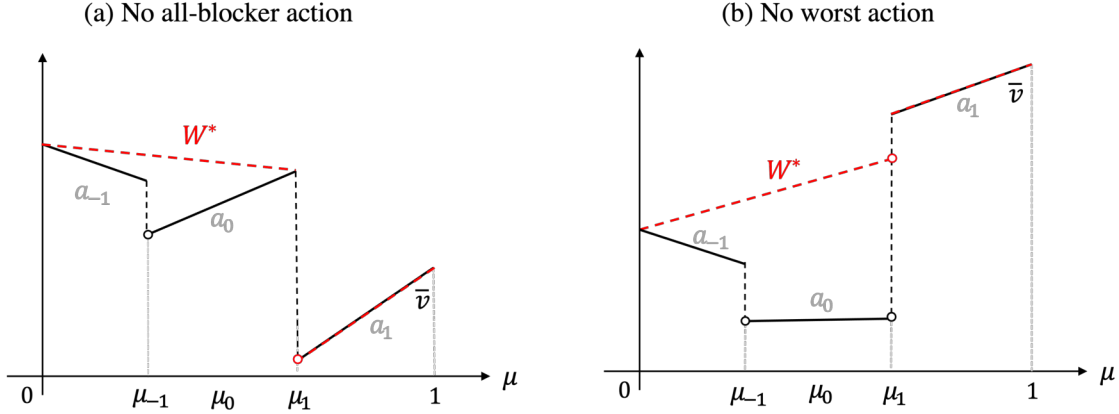 (a) No all-blocker action
W*
a₋₁
a₀
v̅
a₁
0
μ₋₁
μ₀
μ₁
1
μ
(b) No worst action
a₁
v̅
W*
a₋₁
a₀
0
μ₋₁
μ₀
μ₁
1
μ